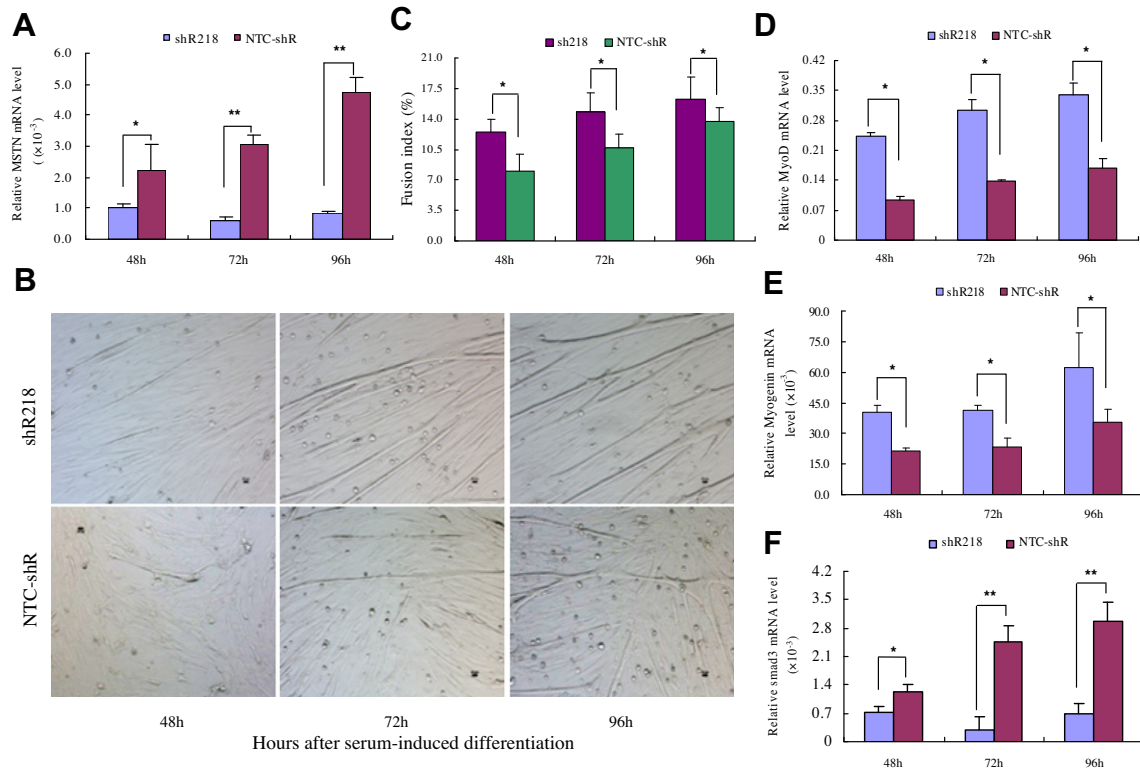 A
shR218 NTC-shR
Relative MSTN mRNA level
( (×10⁻³)
6.0
5.0
4.0
3.0
2.0
1.0
0.0
*
**
**
48h 72h 96h
B
shR218
NTC-shR
48h 72h 96h
Hours after serum-induced differentiation
C
sh218 NTC-shR
Fusion index (%)
21.0
17.5
14.0
10.5
7.0
3.5
0.0
*
*
*
48h 72h 96h
D
shR218 NTC-shR
Relative MyoD mRNA level
0.42
0.35
0.28
0.21
0.14
0.07
0
*
*
*
48h 72h 96h
E
shR218 NTC-shR
Relative Myogenin mRNA
level (×10⁻³)
90.0
75.0
60.0
45.0
30.0
15.0
0.0
*
*
*
48h 72h 96h
F
shR218 NTC-shR
Relative smad3 mRNA level
(×10⁻³)
4.2
3.5
2.8
2.1
1.4
0.7
0
*
**
**
48h 72h 96h